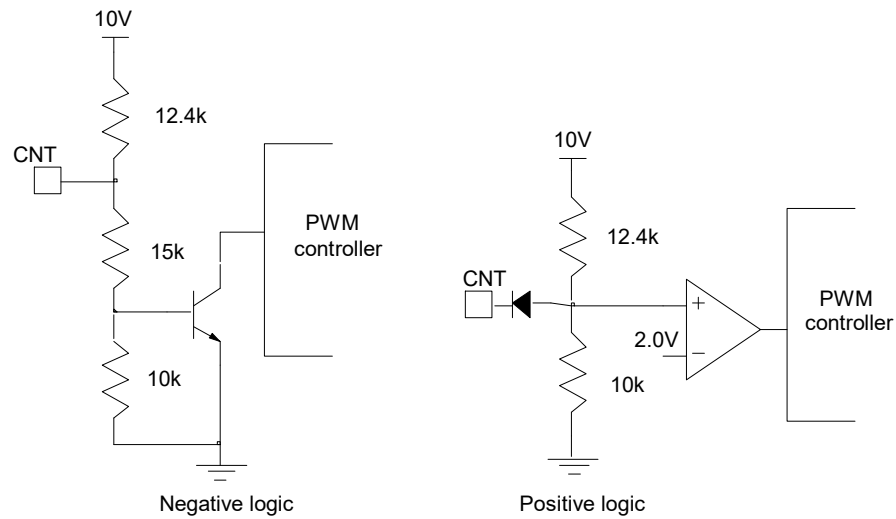 10V
12.4k
CNT
15k
PWM
controller
10k
Negative logic
10V
12.4k
CNT
+
2.0V
−
10k
PWM
controller
Positive logic